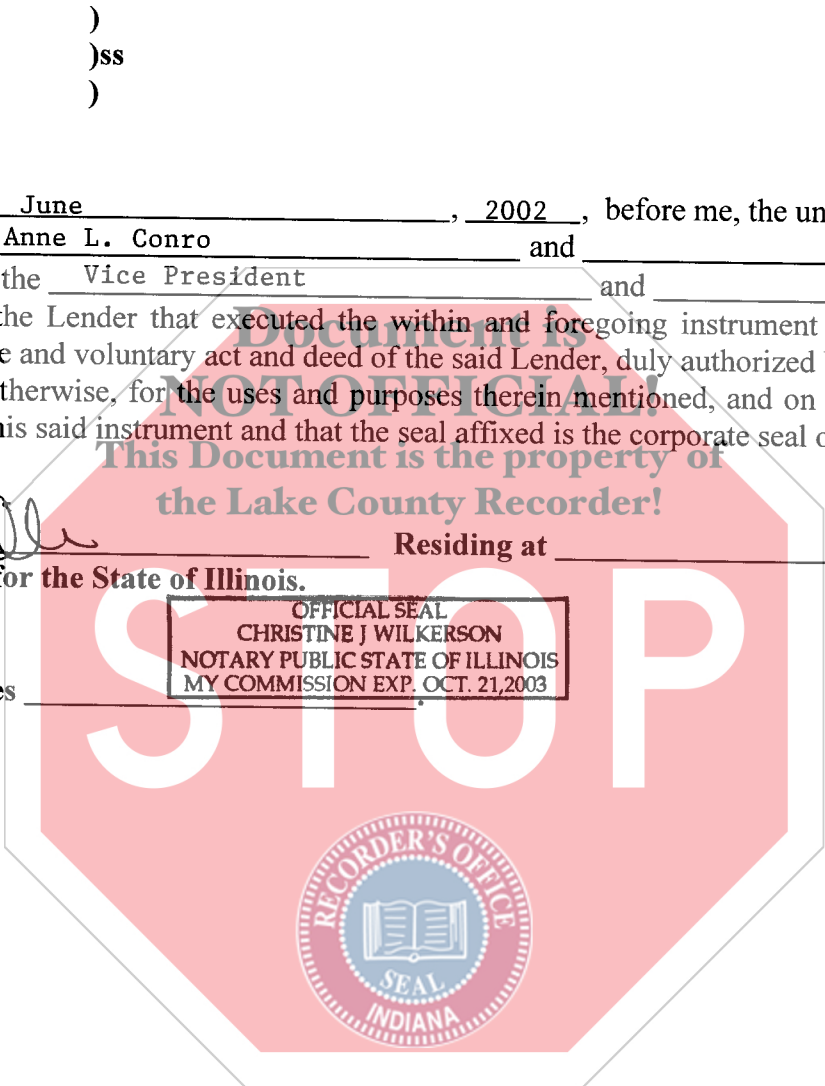 )
)ss
)
June , 2002 , before me, the un
Anne L. Conro and
the Vice President and
the Lender that executed the within and foregoing instrument
Document is
e and voluntary act and deed of the said Lender, duly authorized
therwise, for the uses and purposes therein mentioned, and on
NOT OFFICIAL!
his said instrument and that the seal affixed is the corporate seal o
This Document is the property of
the Lake County Recorder!
Residing at
for the State of Illinois.
OFFICIAL SEAL
CHRISTINE J WILKERSON
NOTARY PUBLIC STATE OF ILLINOIS
MY COMMISSION EXP. OCT. 21,2003
es .
STOP
RECORDER'S OFFICE
SEAL
INDIANA